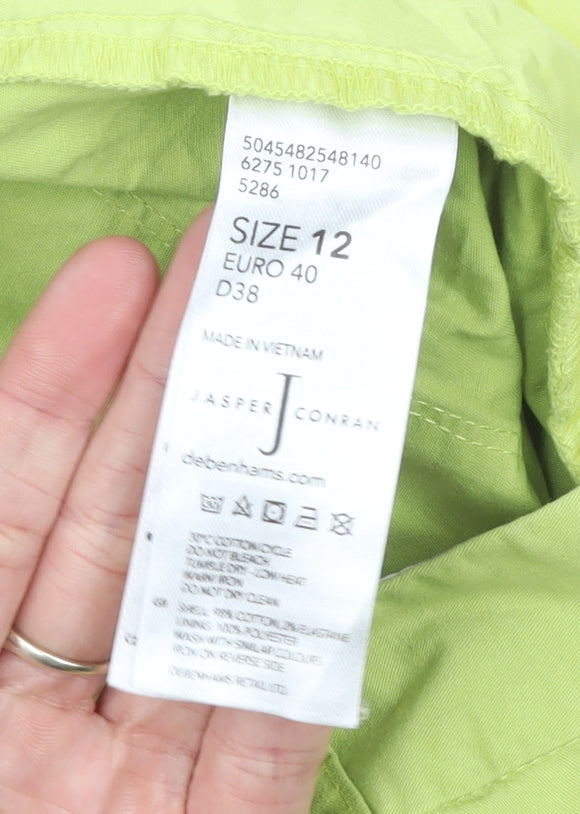 5045482548140
6275 1017
5286
SIZE 12
EURO 40
D38
MADE IN VIETNAM
JASPER J CONRAN
debenhams.com
30°C COTTON CYCLE
DO NOT BLEACH
TUMBLE DRY - LOW HEAT
WARM IRON
DO NOT DRY CLEAN
GB SHELL: 98% COTTON, 2% ELASTANE
LINING: 100% POLYESTER
WASH WITH SIMILAR COLOURS
IRON ON REVERSE SIDE
DEBENHAMS RETAIL LTD